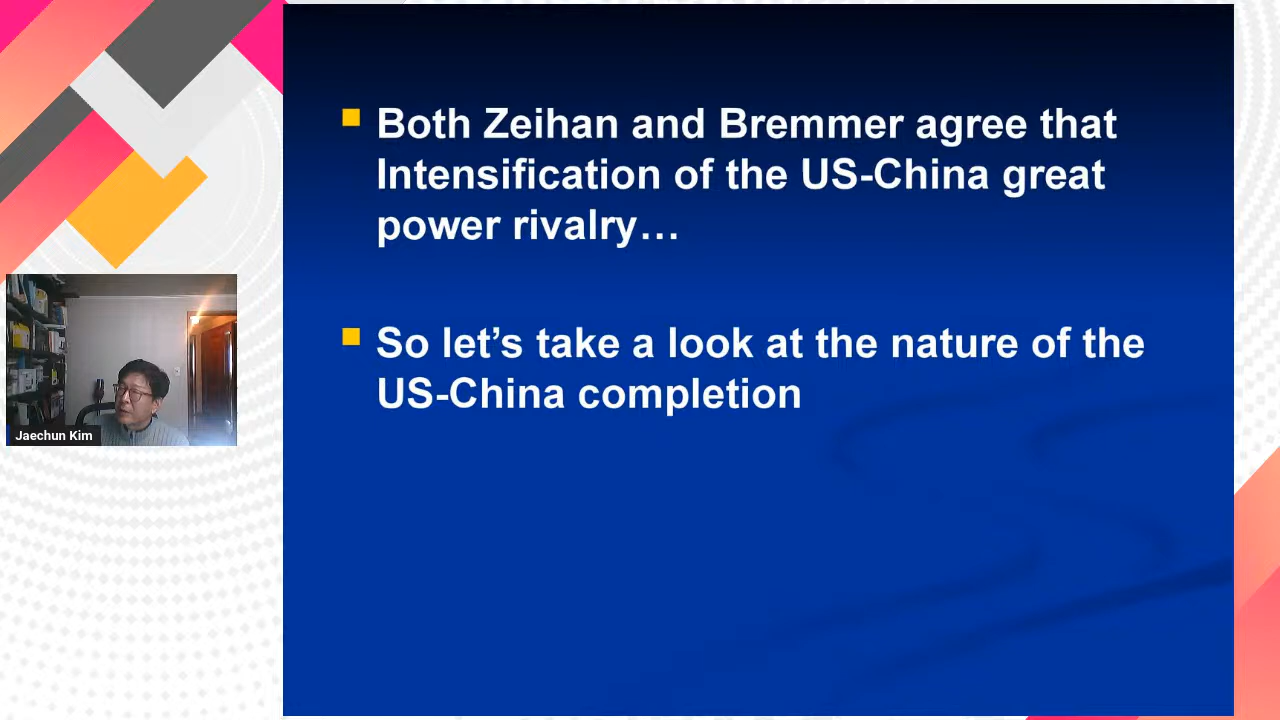 Both Zeihan and Bremmer agree that
Intensification of the US-China great
power rivalry…
So let’s take a look at the nature of the
US-China completion
Jaechun Kim